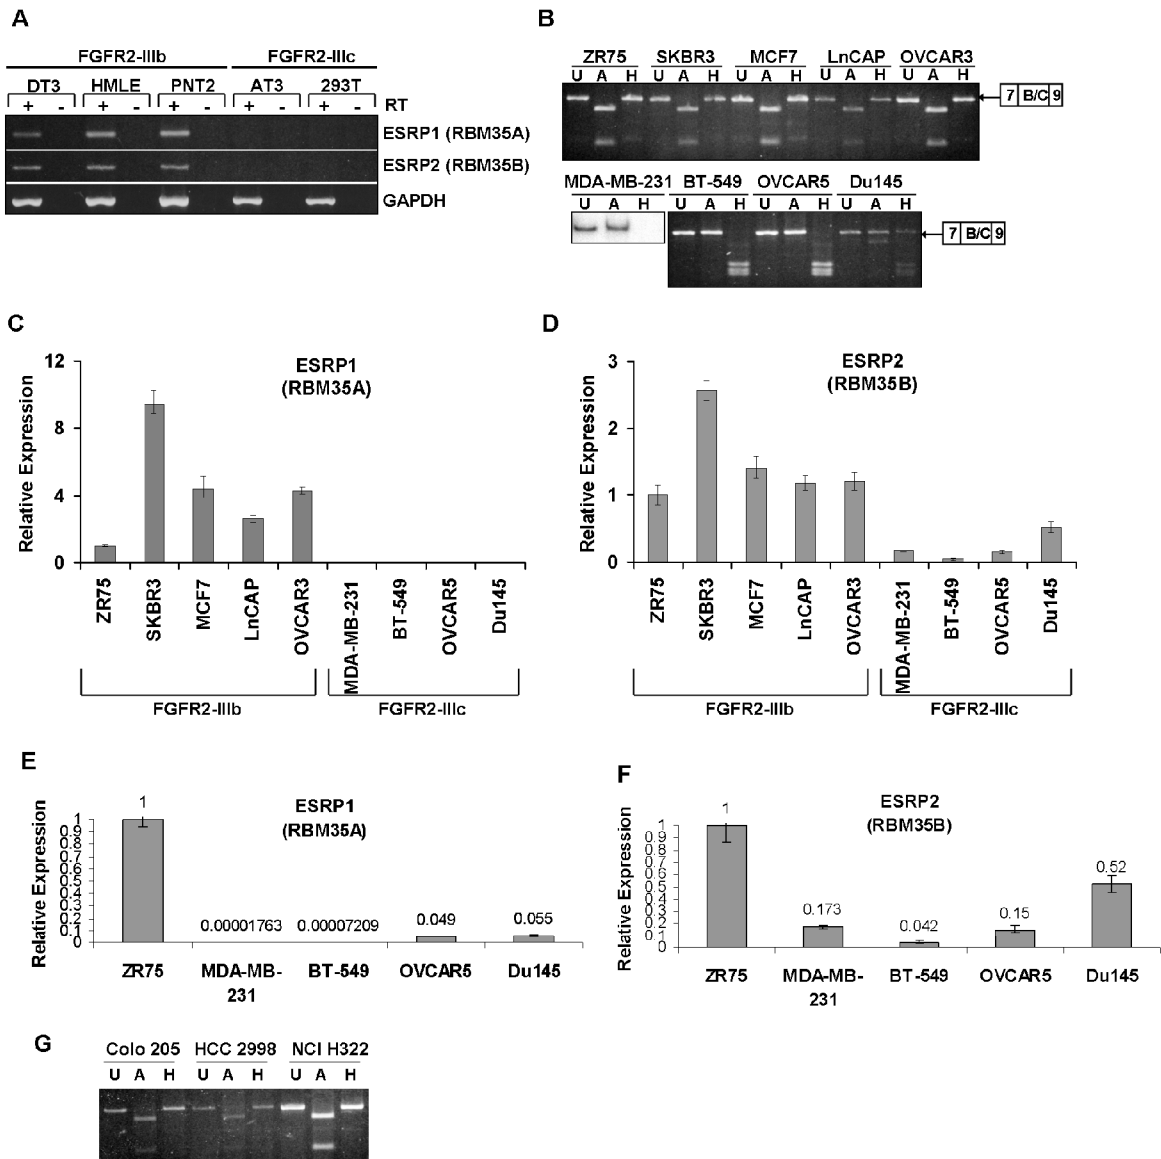 A
FGFR2-IIIb FGFR2-IIIc
DT3 HMLE PNT2 AT3 293T
+ - + - + - + - + - RT
ESRP1 (RBM35A)
ESRP2 (RBM35B)
GAPDH
B
ZR75 SKBR3 MCF7 LnCAP OVCAR3
U A H U A H U A H U A H U A H
7 B/C 9
MDA-MB-231 BT-549 OVCAR5 Du145
U A H U A H U A H U A H
7 B/C 9
C
ESRP1
(RBM35A)
Relative Expression
12
8
4
0
ZR75
SKBR3
MCF7
LnCAP
OVCAR3
MDA-MB-231
BT-549
OVCAR5
Du145
FGFR2-IIIb FGFR2-IIIc
D
ESRP2
(RBM35B)
Relative Expression
3
2
1
0
ZR75
SKBR3
MCF7
LnCAP
OVCAR3
MDA-MB-231
BT-549
OVCAR5
Du145
FGFR2-IIIb FGFR2-IIIc
E
ESRP1
(RBM35A)
Relative Expression
1
0.9
0.8
0.7
0.6
0.5
0.4
0.3
0.2
0.1
0
1 0.00001763 0.00007209 0.049 0.055
ZR75 MDA-MB-231 BT-549 OVCAR5 Du145
F
ESRP2
(RBM35B)
Relative Expression
1
0.9
0.8
0.7
0.6
0.5
0.4
0.3
0.2
0.1
0
1 0.173 0.042 0.15 0.52
ZR75 MDA-MB-231 BT-549 OVCAR5 Du145
G
Colo 205 HCC 2998 NCI H322
U A H U A H U A H